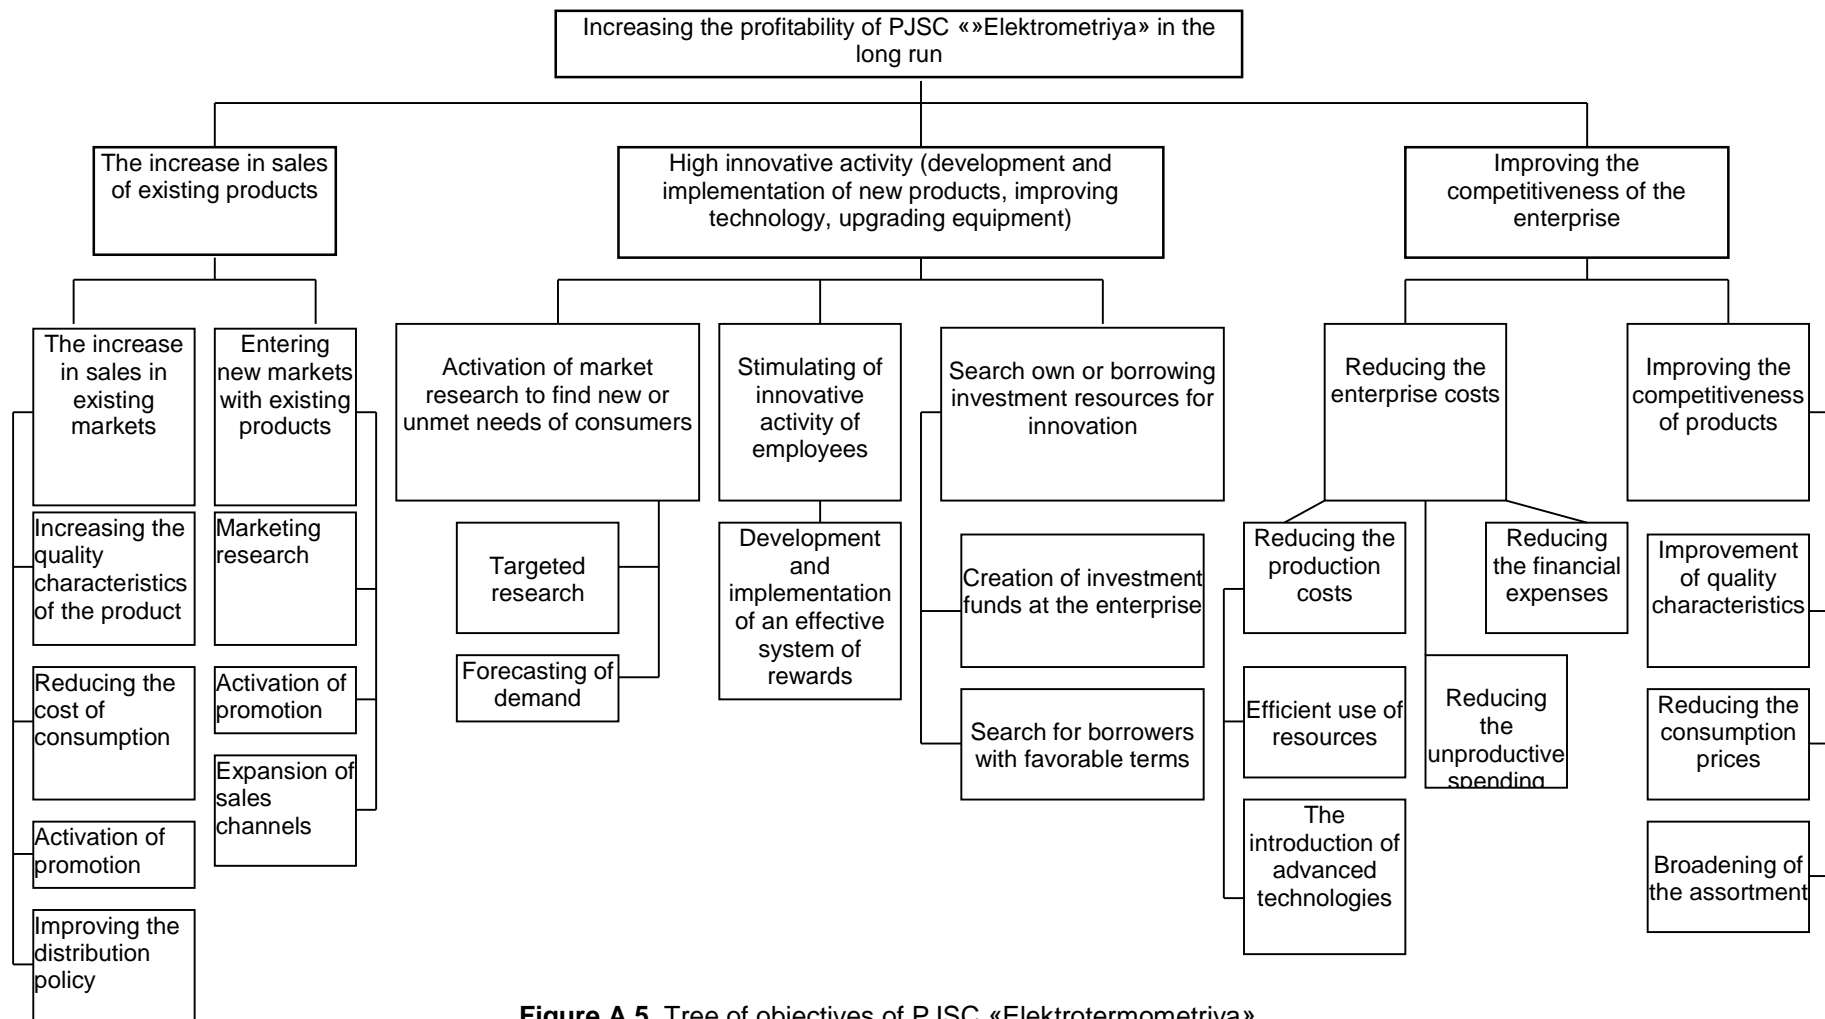 Increasing the profitability of PJSC «»Elektrometriya» in the
long run
The increase in sales
of existing products
High innovative activity (development and
implementation of new products, improving
technology, upgrading equipment)
Improving the
competitiveness of the
enterprise
The increase
in sales in
existing
markets
Entering
new markets
with existing
products
Activation of market
research to find new or
unmet needs of consumers
Stimulating of
innovative
activity of
employees
Search own or borrowing
investment resources for
innovation
Reducing the
enterprise costs
Improving the
competitiveness
of products
Increasing the
quality
characteristics
of the product
Marketing
research
Targeted
research
Development
and
implementation
of an effective
system of
rewards
Creation of investment
funds at the enterprise
Reducing the
production
costs
Reducing
the financial
expenses
Improvement
of quality
characteristics
Reducing the
cost of
consumption
Activation of
promotion
Forecasting of
demand
Search for borrowers
with favorable terms
Efficient use of
resources
Reducing
the
unproductive
spending
Reducing the
consumption
prices
Expansion of
sales
channels
Activation of
promotion
The
introduction of
advanced
technologies
Broadening of
the assortment
Improving the
distribution
policy
Figure A.5. Tree of objectives of PJSC «Elektrotermometriya»